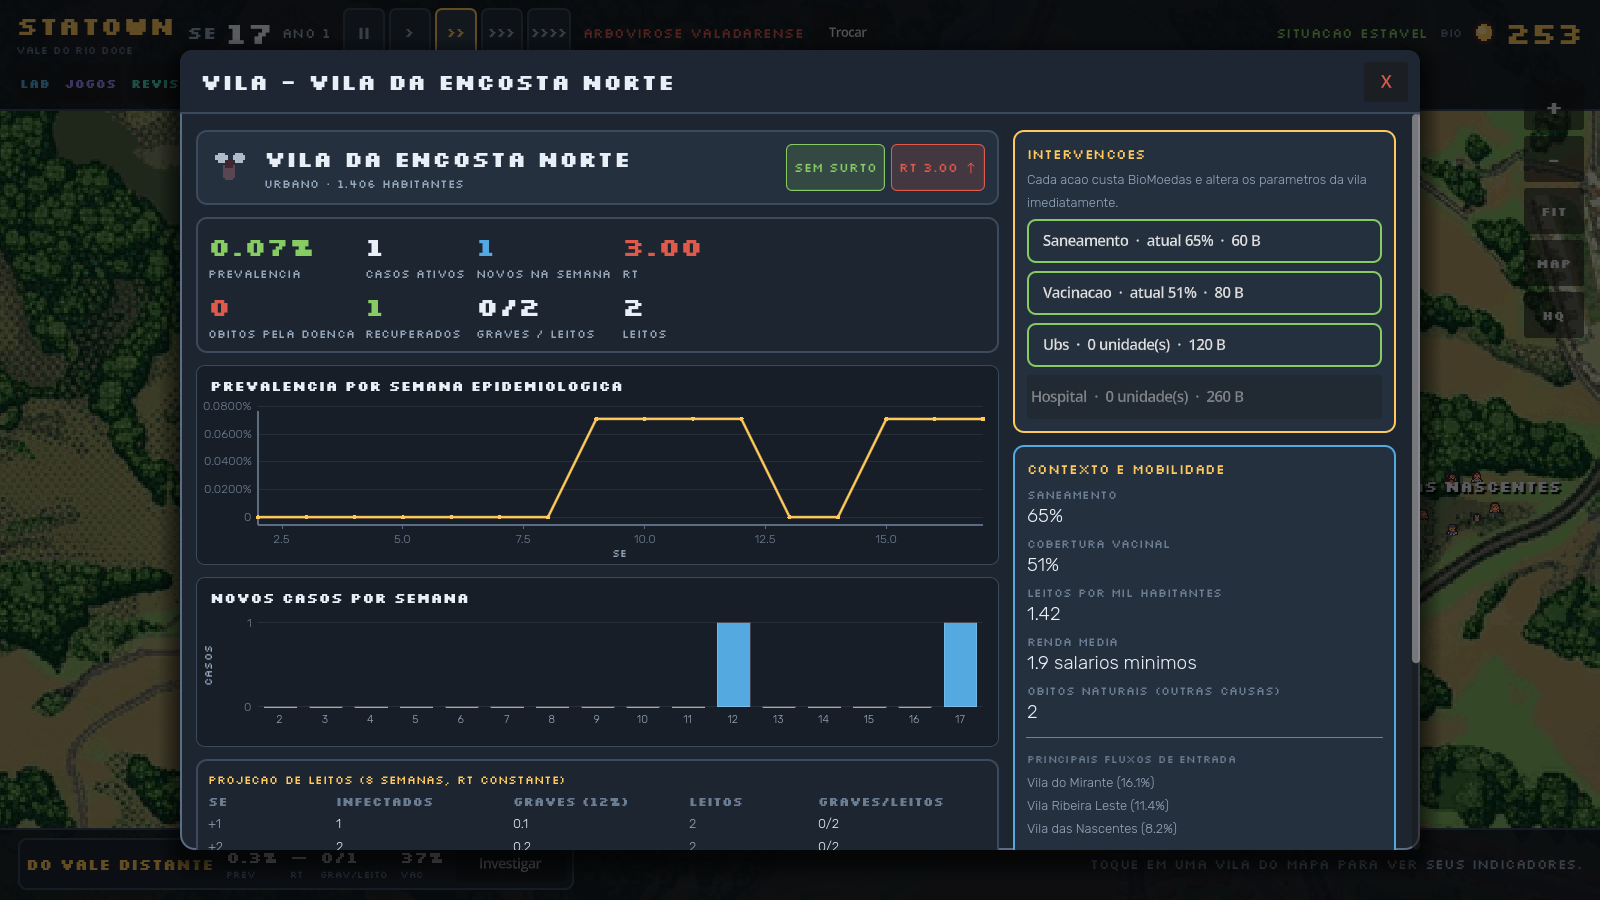 STATOWN
VALE DO RIO DOCE
SE 17 ANO 1
II > >> >>> >>>>
ARBOVIROSE VALADARENSE
Trocar
SITUACAO ESTAVEL
BIO 253
LAB JOGOS REVIS
VILA - VILA DA ENCOSTA NORTE
X
VILA DA ENCOSTA NORTE
URBANO · 1.406 HABITANTES
SEM SURTO
RT 3.00 ↑
0.07% 1 1 3.00
PREVALENCIA CASOS ATIVOS NOVOS NA SEMANA RT
0 1 0/2 2
OBITOS PELA DOENCA RECUPERADOS GRAVES / LEITOS LEITOS
PREVALENCIA POR SEMANA EPIDEMIOLOGICA
0.0800%
0.0600%
0.0400%
0.0200%
0
2.5 5.0 7.5 10.0 12.5 15.0
SE
NOVOS CASOS POR SEMANA
1
CASOS
0
2 3 4 5 6 7 8 9 10 11 12 13 14 15 16 17
PROJECAO DE LEITOS (8 SEMANAS, RT CONSTANTE)
SE INFECTADOS GRAVES (12%) LEITOS GRAVES/LEITOS
+1 1 0.1 2 0/2
+2 2 0.2 2 0/2
INTERVENCOES
Cada acao custa BioMoedas e altera os parametros da vila
imediatamente.
Saneamento · atual 65% · 60 B
Vacinacao · atual 51% · 80 B
Ubs · 0 unidade(s) · 120 B
Hospital · 0 unidade(s) · 260 B
CONTEXTO E MOBILIDADE
SANEAMENTO
65%
COBERTURA VACINAL
51%
LEITOS POR MIL HABITANTES
1.42
RENDA MEDIA
1.9 salarios minimos
OBITOS NATURAIS (OUTRAS CAUSAS)
2
PRINCIPAIS FLUXOS DE ENTRADA
Vila do Mirante (16.1%)
Vila Ribeira Leste (11.4%)
Vila das Nascentes (8.2%)
+
-
FIT
MAP
HQ
AS NASCENTES
DO VALE DISTANTE
0.3% — 0/1 37%
PREV RT GRAV/LEITO VAC
Investigar
TOQUE EM UMA VILA DO MAPA PARA VER SEUS INDICADORES.